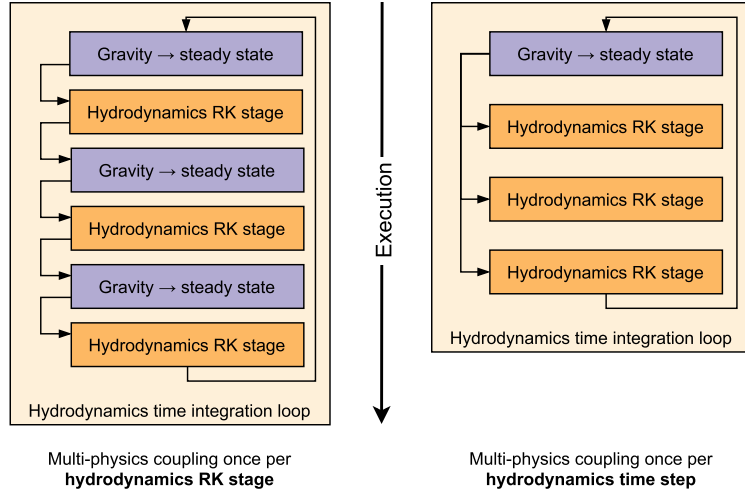 Gravity → steady state
Hydrodynamics RK stage
Gravity → steady state
Hydrodynamics RK stage
Gravity → steady state
Hydrodynamics RK stage
Hydrodynamics time integration loop
Multi-physics coupling once per
hydrodynamics RK stage
Execution
Gravity → steady state
Hydrodynamics RK stage
Hydrodynamics RK stage
Hydrodynamics RK stage
Hydrodynamics time integration loop
Multi-physics coupling once per
hydrodynamics time step